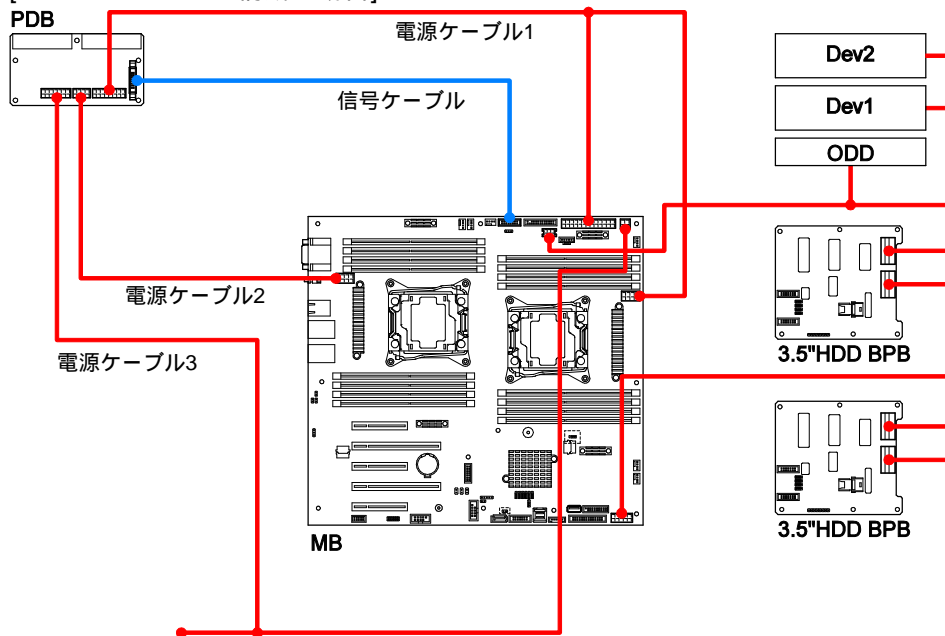 PDB
電源ケーブル1
Dev2
信号ケーブル
Dev1
ODD
電源ケーブル2
3.5"HDD BPB
電源ケーブル3
3.5"HDD BPB
MB